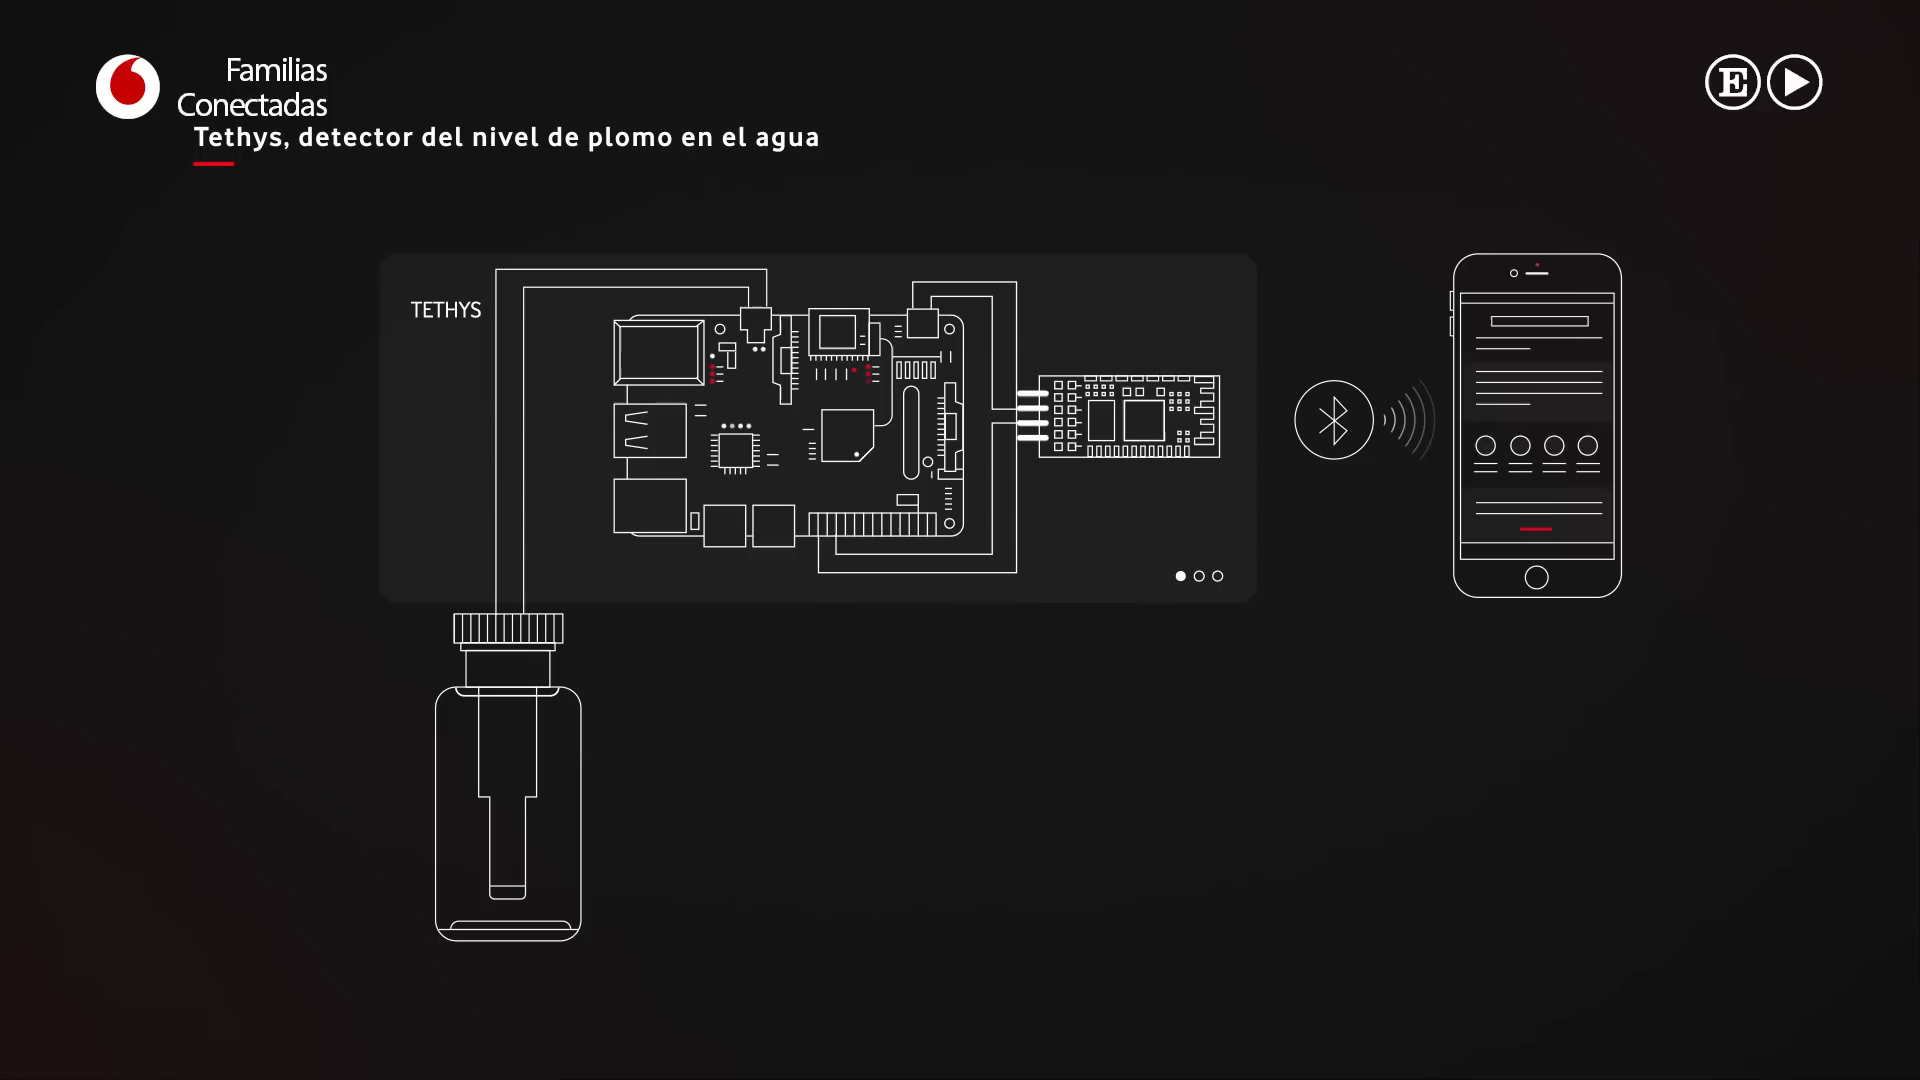 Familias
Conectadas
Tethys, detector del nivel de plomo en el agua
E
TETHYS